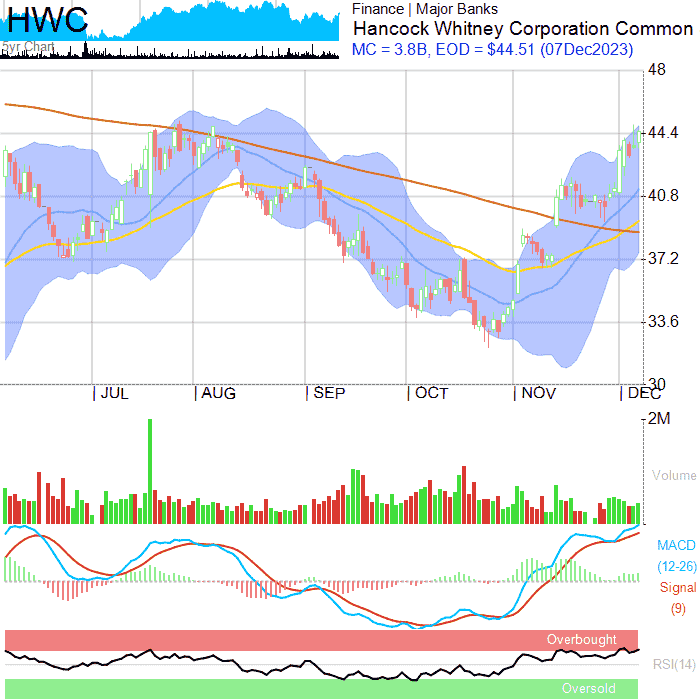 HWC
5yr Chart
Finance | Major Banks
Hancock Whitney Corporation Common
MC = 3.8B, EOD = $44.51 (07Dec2023)
48
44.4
40.8
37.2
33.6
30
JUL AUG SEP OCT NOV DEC
2M
Volume
MACD
(12-26)
Signal
(9)
Overbought
RSI(14)
Oversold